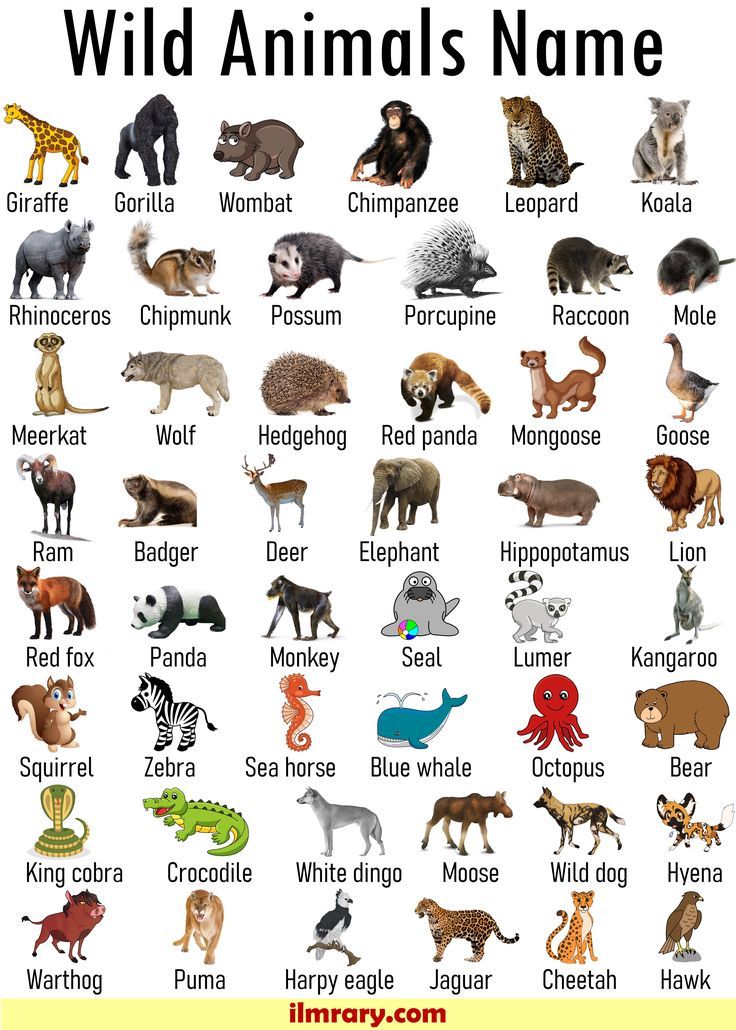 Wild Animals Name
Giraffe Gorilla Wombat Chimpanzee Leopard Koala
Rhinoceros Chipmunk Possum Porcupine Raccoon Mole
Meerkat Wolf Hedgehog Red panda Mongoose Goose
Ram Badger Deer Elephant Hippopotamus Lion
Red fox Panda Monkey Seal Lumer Kangaroo
Squirrel Zebra Sea horse Blue whale Octopus Bear
King cobra Crocodile White dingo Moose Wild dog Hyena
Warthog Puma Harpy eagle Jaguar Cheetah Hawk
ilmrary.com